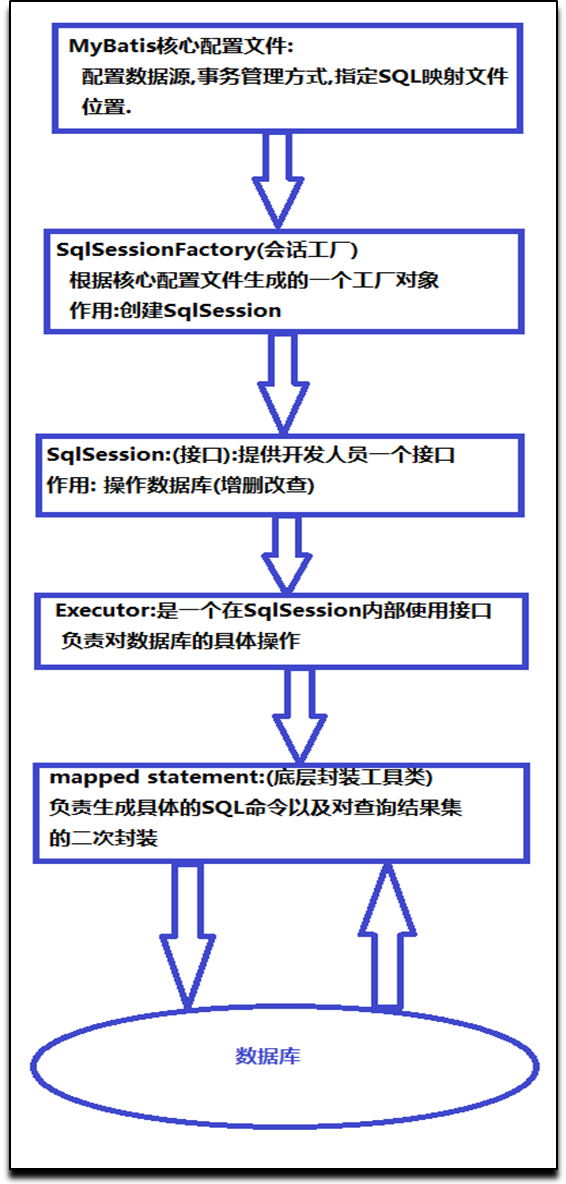 MyBatis核心配置文件:
配置数据源,事务管理方式,指定SQL映射文件
位置.
SqlSessionFactory(会话工厂)
根据核心配置文件生成的一个工厂对象
作用:创建SqlSession
SqlSession:(接口):提供开发人员一个接口
作用: 操作数据库(增删改查)
Executor:是一个在SqlSession内部使用接口
负责对数据库的具体操作
mapped statement:(底层封装工具类)
负责生成具体的SQL命令以及对查询结果集
的二次封装
数据库